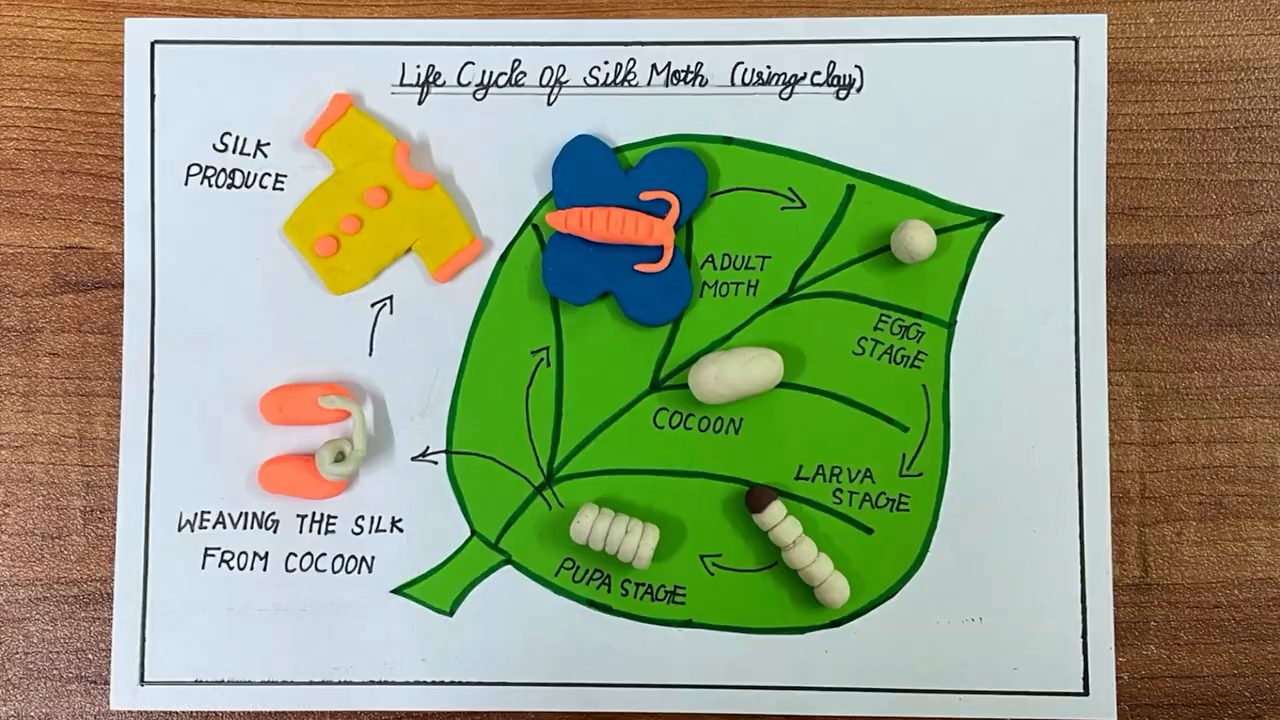 Life Cycle Of Silk Moth (Using clay)
SILK
PRODUCE
ADULT
MOTH
EGG
STAGE
COCOON
LARVA
STAGE
WEAVING THE SILK
FROM COCOON
PUPA STAGE